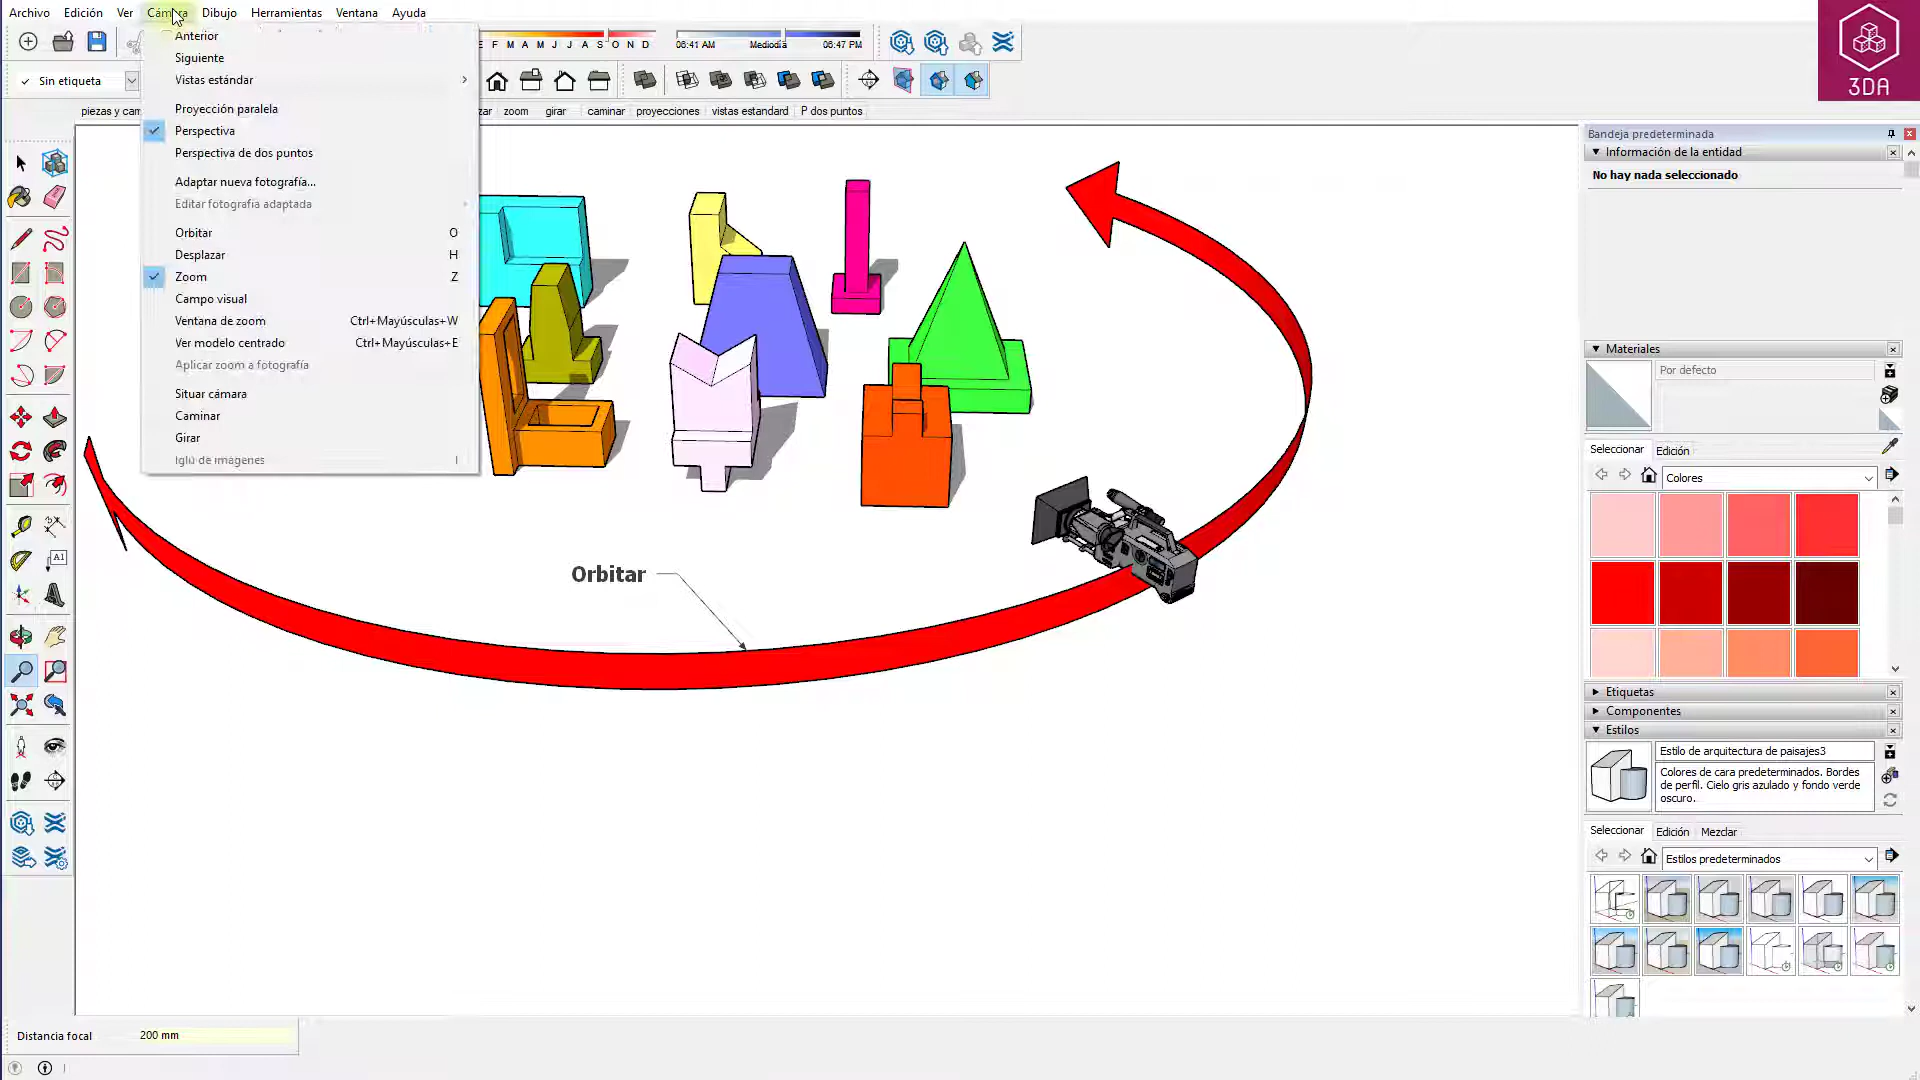 Archivo Edición Ver Cámara Dibujo Herramientas Ventana Ayuda
Anterior
Siguiente
Vistas estándar
Proyección paralela
Perspectiva
Perspectiva de dos puntos
Adaptar nueva fotografía...
Editar fotografía adaptada
Orbitar O
Desplazar H
Zoom Z
Campo visual
Ventana de zoom Ctrl+Mayúsculas+W
Ver modelo centrado Ctrl+Mayúsculas+E
Aplicar zoom a fotografía
Situar cámara
Caminar
Girar
Iglú de imágenes I
E F M A M J J A S O N D
06:41 AM Mediodía 06:47 PM
Sin etiqueta
zoom girar caminar proyecciones vistas estandard P dos puntos
3DA
A1
Orbitar
Bandeja predeterminada
Información de la entidad
No hay nada seleccionado
Materiales
Por defecto
Seleccionar Edición
Colores
Etiquetas
Componentes
Estilos
Estilo de arquitectura de paisajes3
Colores de cara predeterminados. Bordes
de perfil. Cielo gris azulado y fondo verde
oscuro.
Seleccionar Edición Mezclar
Estilos predeterminados
Distancia focal 200 mm